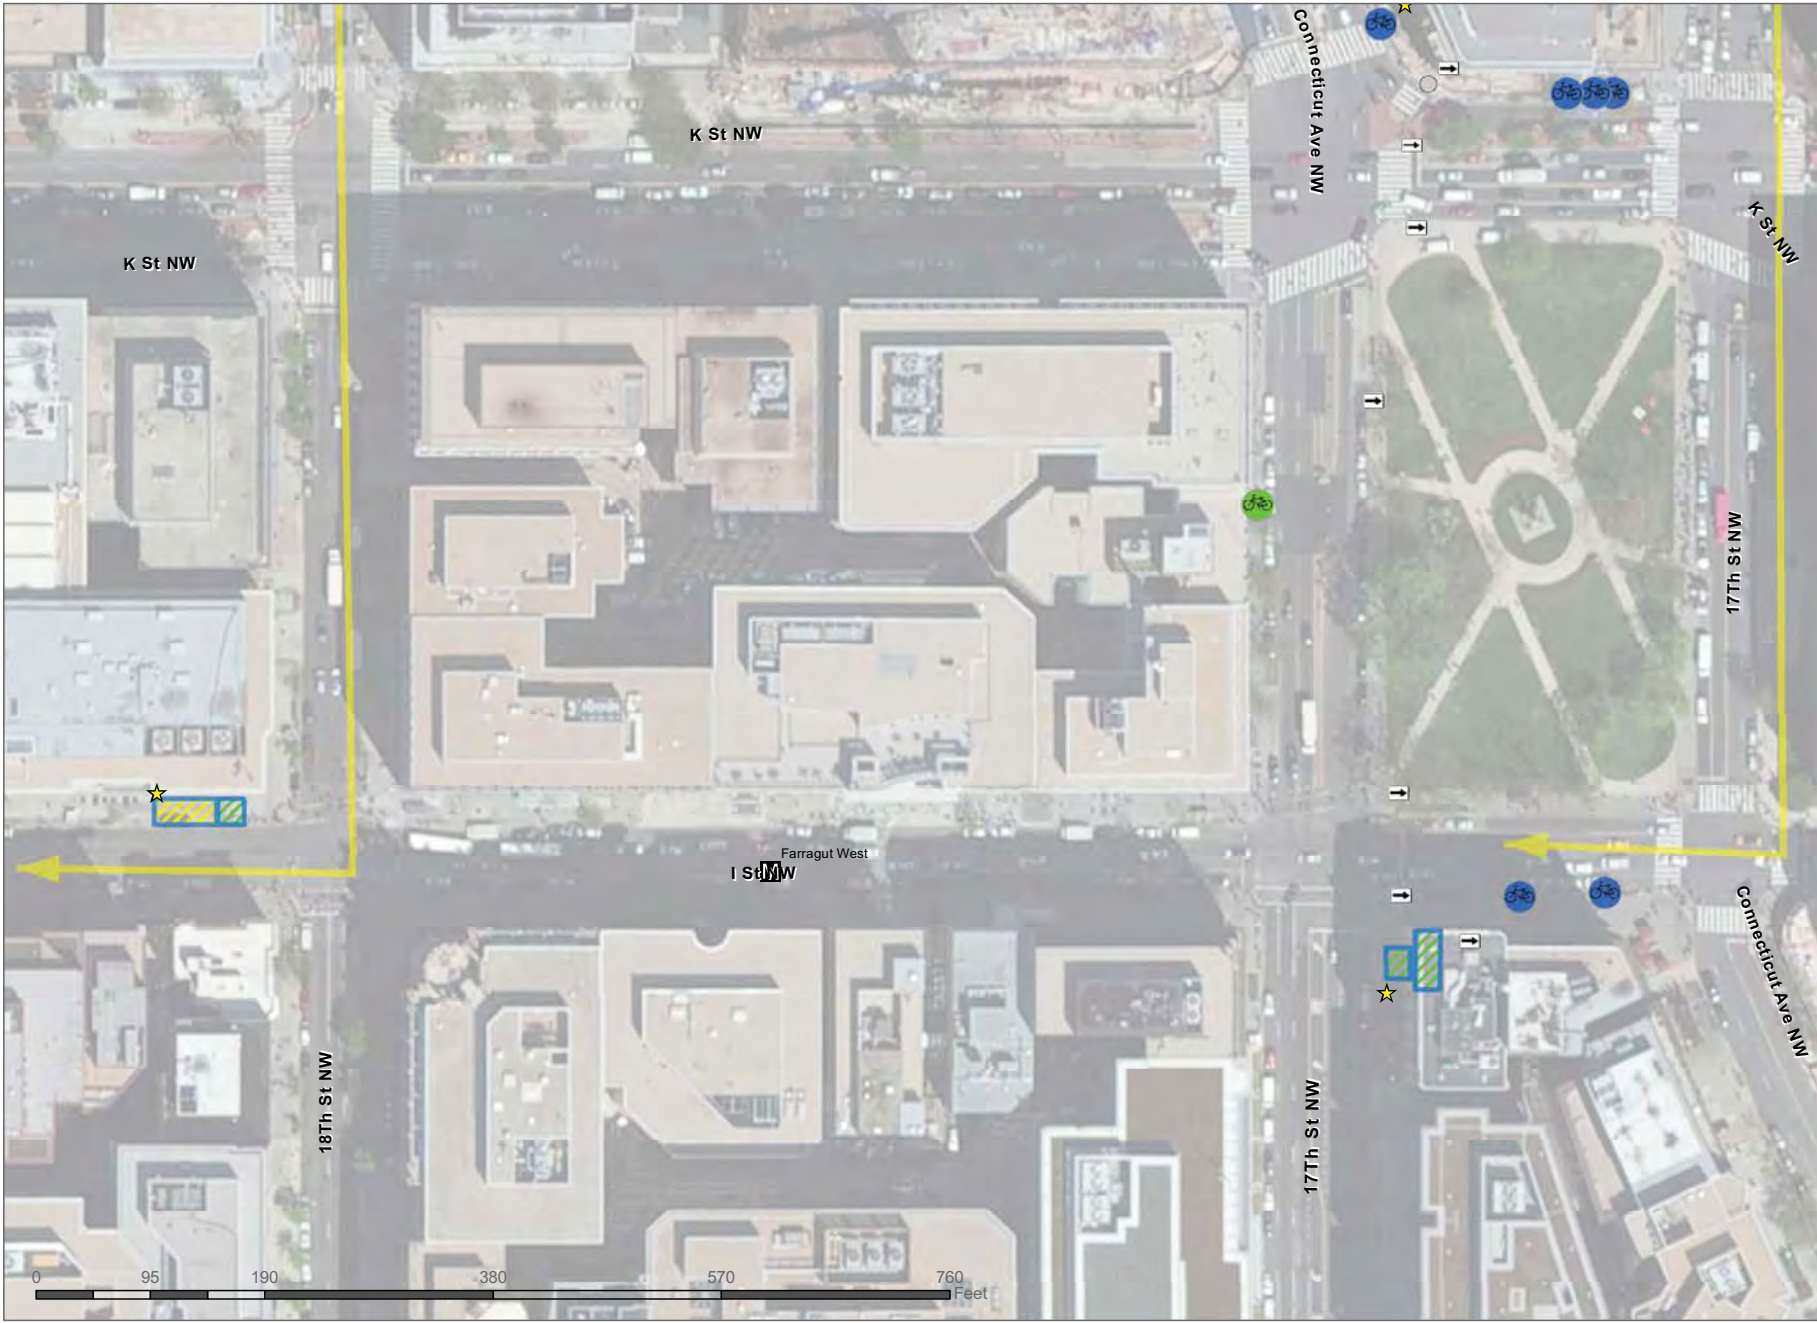 Connecticut Ave NW
K St NW
K St NW
K St NW
17Th St NW
Farragut West
I St NW
M
Connecticut Ave NW
18Th St NW
17Th St NW
0 95 190 380 570 760
Feet